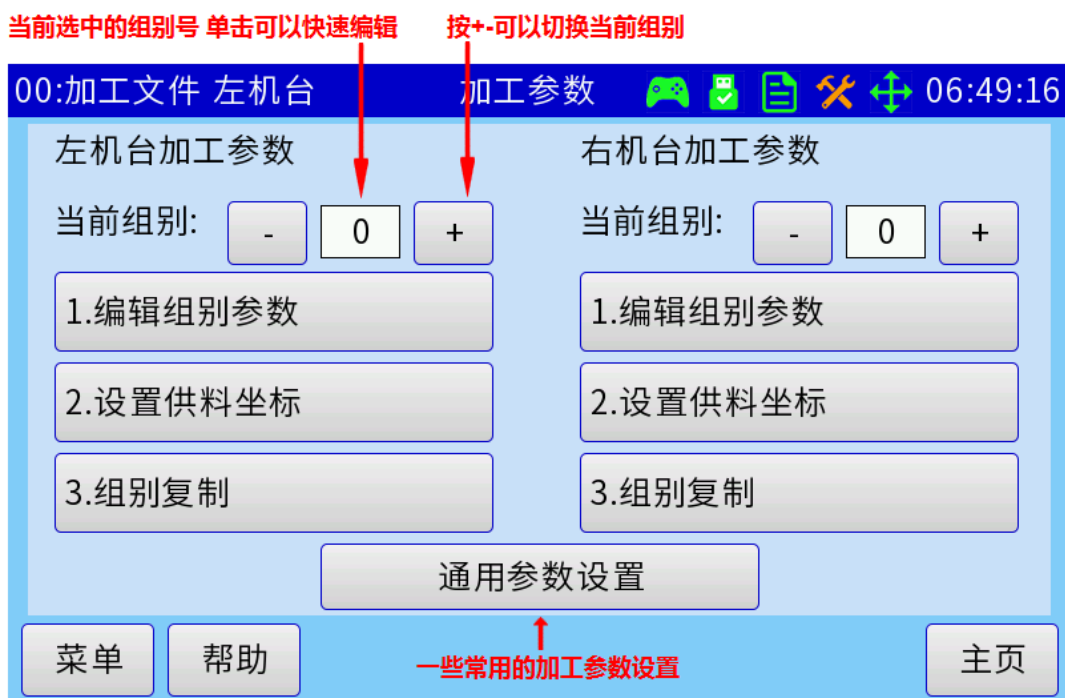 当前选中的组别号 单击可以快速编辑 按+-可以切换当前组别
00:加工文件 左机台 加工参数 06:49:16
左机台加工参数 右机台加工参数
当前组别: - 0 + 当前组别: - 0 +
1.编辑组别参数 1.编辑组别参数
2.设置供料坐标 2.设置供料坐标
3.组别复制 3.组别复制
通用参数设置
菜单 帮助 一些常用的加工参数设置 主页